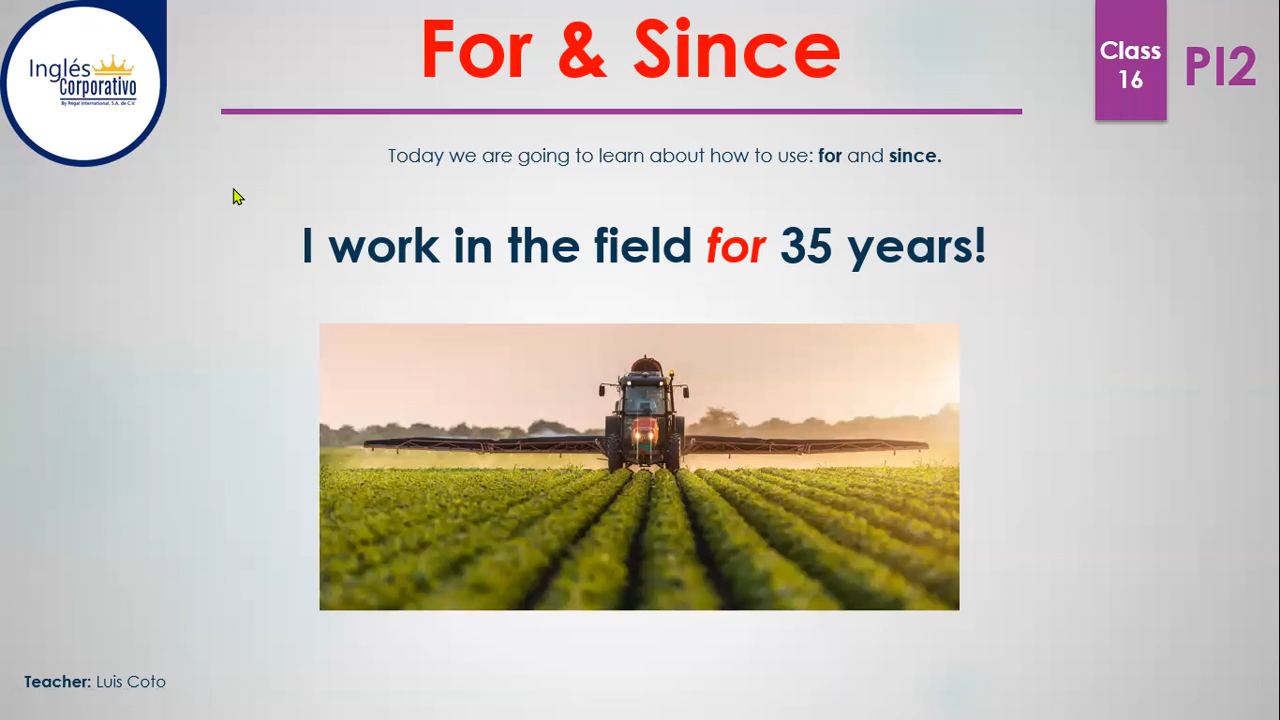 Inglés
Corporativo
By Regal International, S.A. de C.V.
For & Since
Class
16
PI2
Today we are going to learn about how to use: for and since.
I work in the field for 35 years!
Teacher: Luis Coto